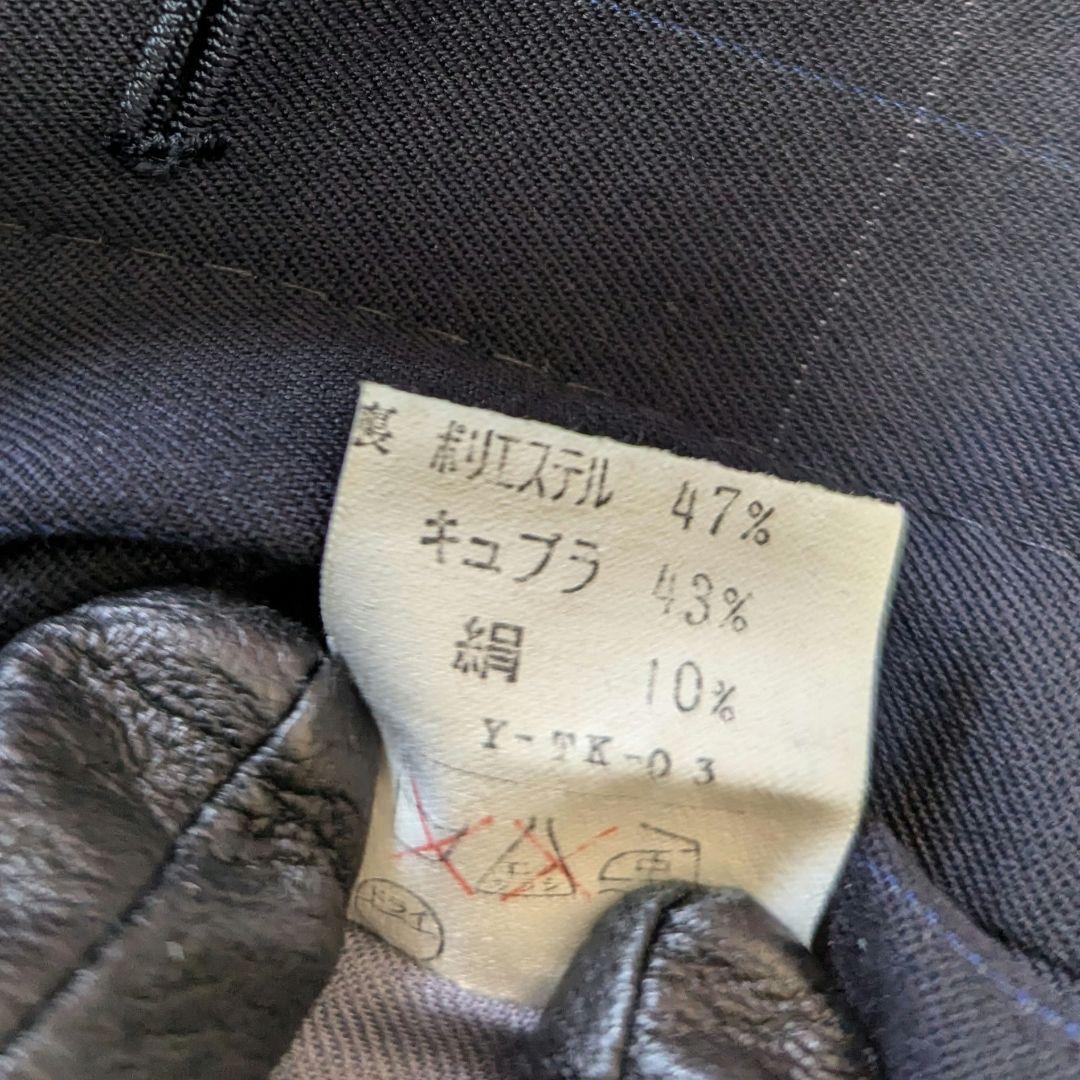 裏 ポリエステル 47%
キュプラ 43%
絹 10%
Y-TK-03
中
ドライ